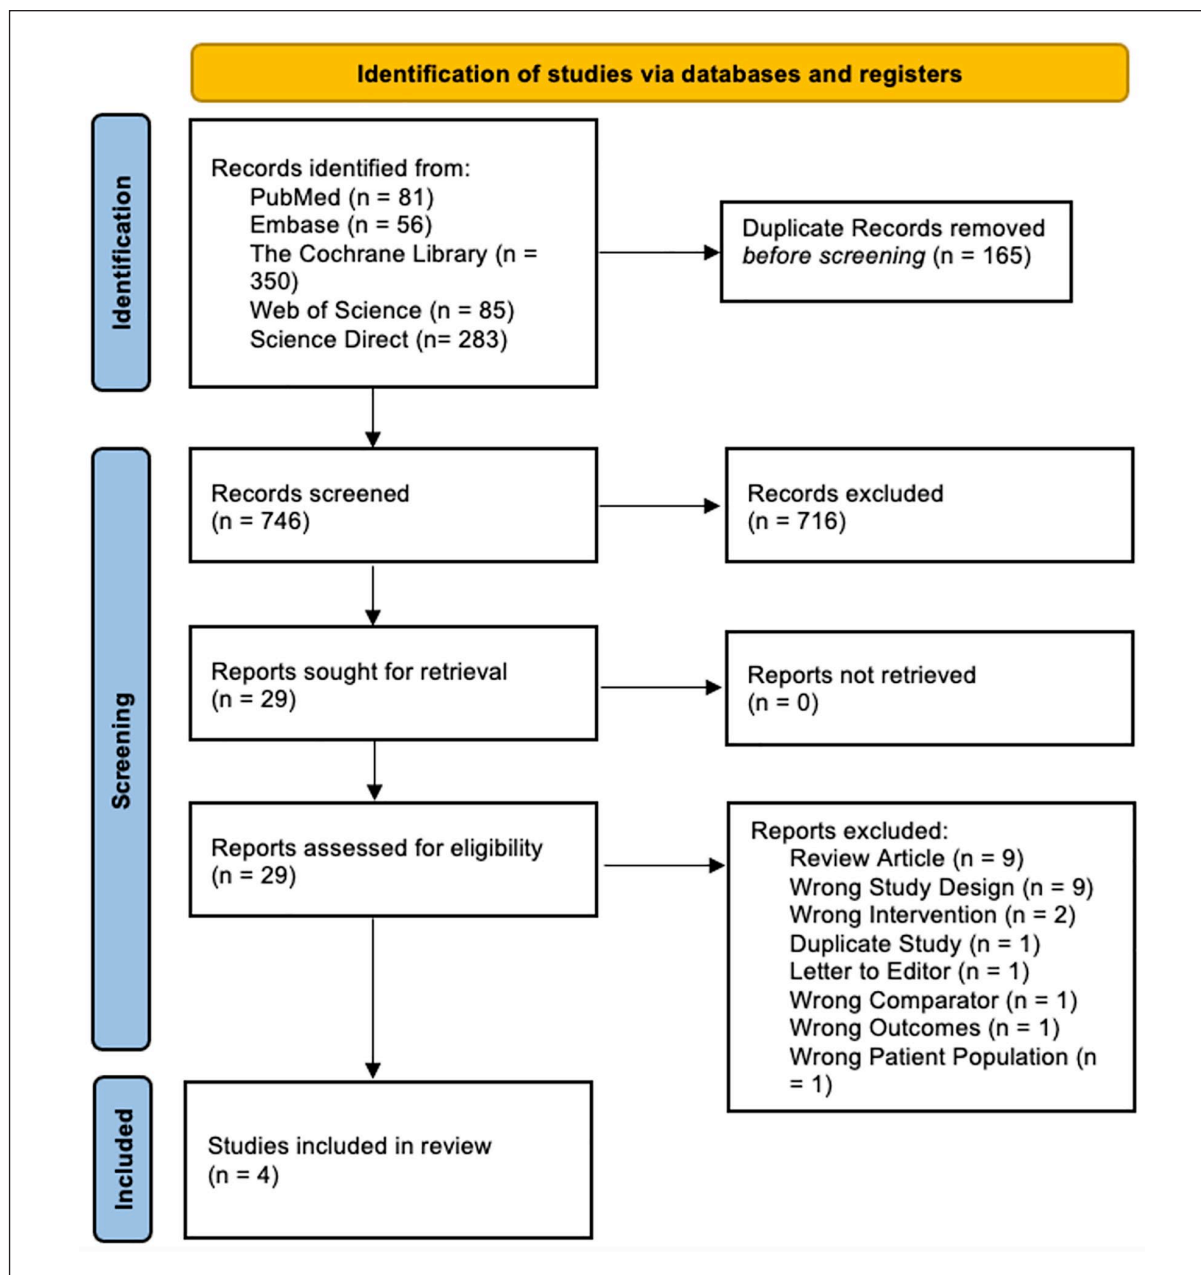 Identification of studies via databases and registers
Identification
Records identified from:
PubMed (n = 81)
Embase (n = 56)
The Cochrane Library (n =
350)
Web of Science (n = 85)
Science Direct (n= 283)
Duplicate Records removed
before screening (n = 165)
Screening
Records screened
(n = 746)
Records excluded
(n = 716)
Reports sought for retrieval
(n = 29)
Reports not retrieved
(n = 0)
Reports assessed for eligibility
(n = 29)
Reports excluded:
Review Article (n = 9)
Wrong Study Design (n = 9)
Wrong Intervention (n = 2)
Duplicate Study (n = 1)
Letter to Editor (n = 1)
Wrong Comparator (n = 1)
Wrong Outcomes (n = 1)
Wrong Patient Population (n
= 1)
Included
Studies included in review
(n = 4)